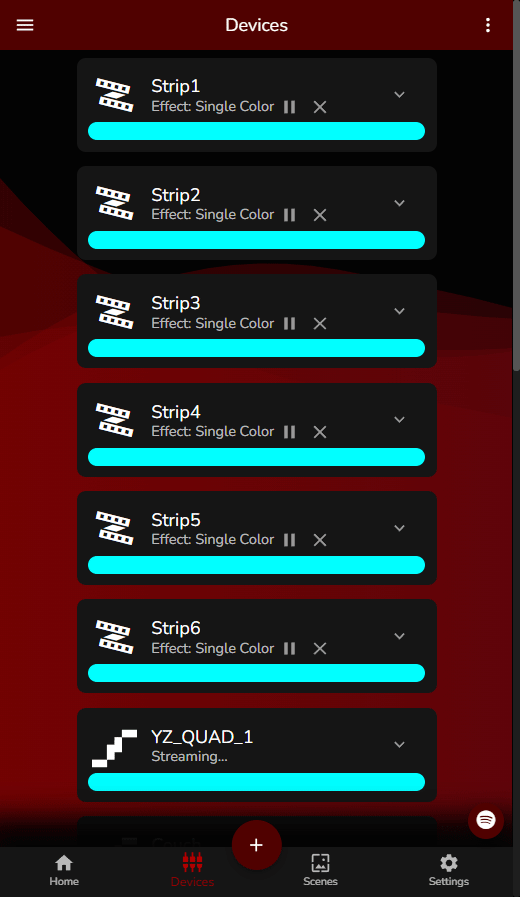 Devices
Strip1
Effect: Single Color
Strip2
Effect: Single Color
Strip3
Effect: Single Color
Strip4
Effect: Single Color
Strip5
Effect: Single Color
Strip6
Effect: Single Color
YZ_QUAD_1
Streaming...
Home
Devices
Scenes
Settings